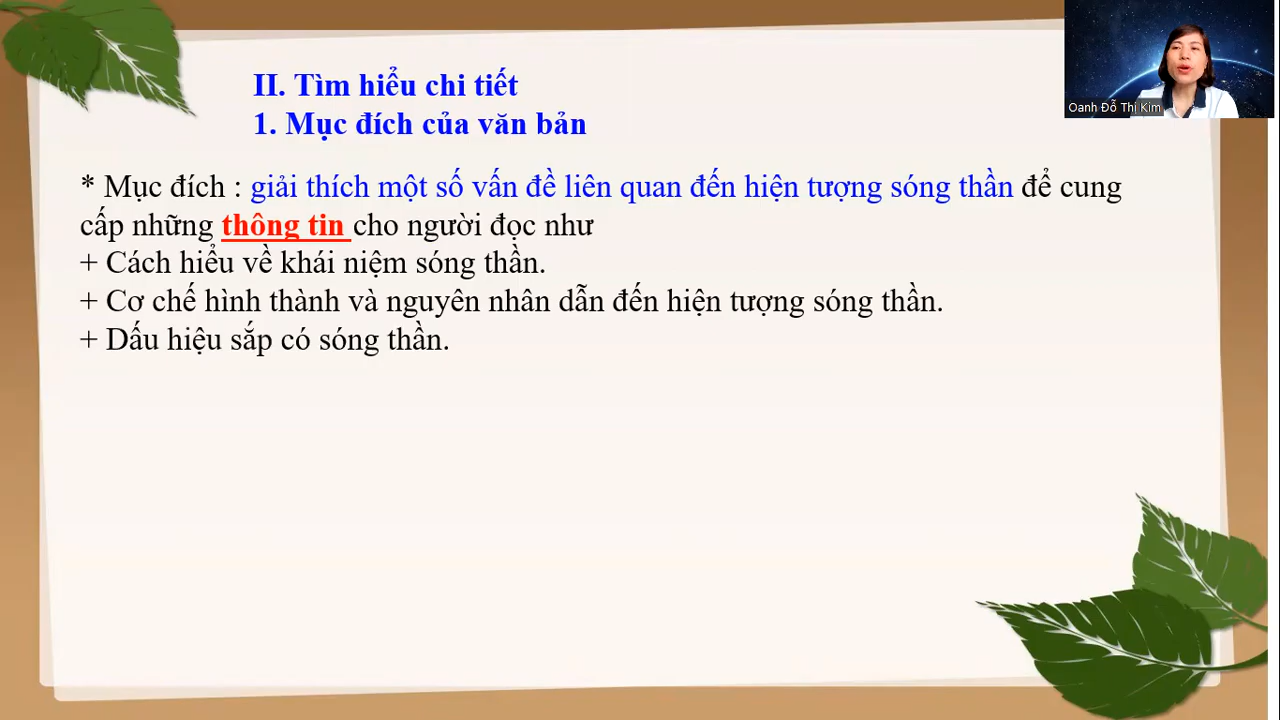 II. Tìm hiểu chi tiết
1. Mục đích của văn bản
* Mục đích : giải thích một số vấn đề liên quan đến hiện tượng sóng thần để cung
cấp những thông tin cho người đọc như
+ Cách hiểu về khái niệm sóng thần.
+ Cơ chế hình thành và nguyên nhân dẫn đến hiện tượng sóng thần.
+ Dấu hiệu sắp có sóng thần.
Oanh Đỗ Thị Kim